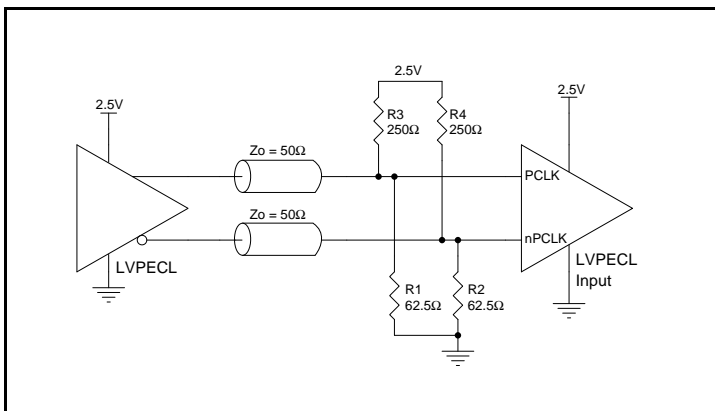 2.5V
2.5V
2.5V
R3
250Ω
R4
250Ω
Zo = 50Ω
PCLK
Zo = 50Ω
nPCLK
LVPECL
LVPECL
Input
R1
62.5Ω
R2
62.5Ω